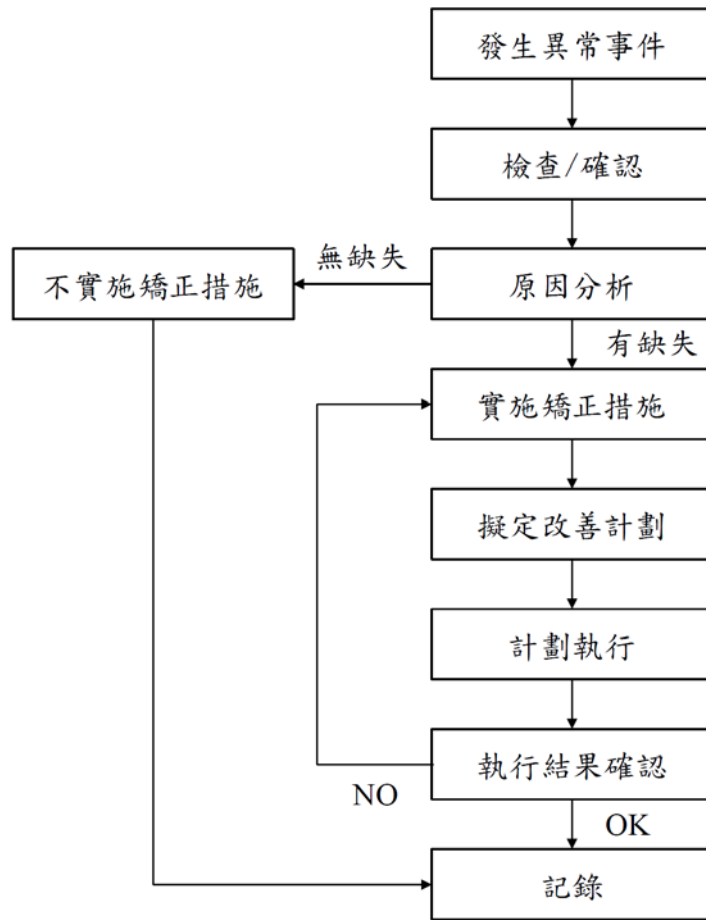 發生異常事件
檢查/確認
無缺失
不實施矯正措施
原因分析
有缺失
實施矯正措施
擬定改善計劃
計劃執行
執行結果確認
NO
OK
記錄